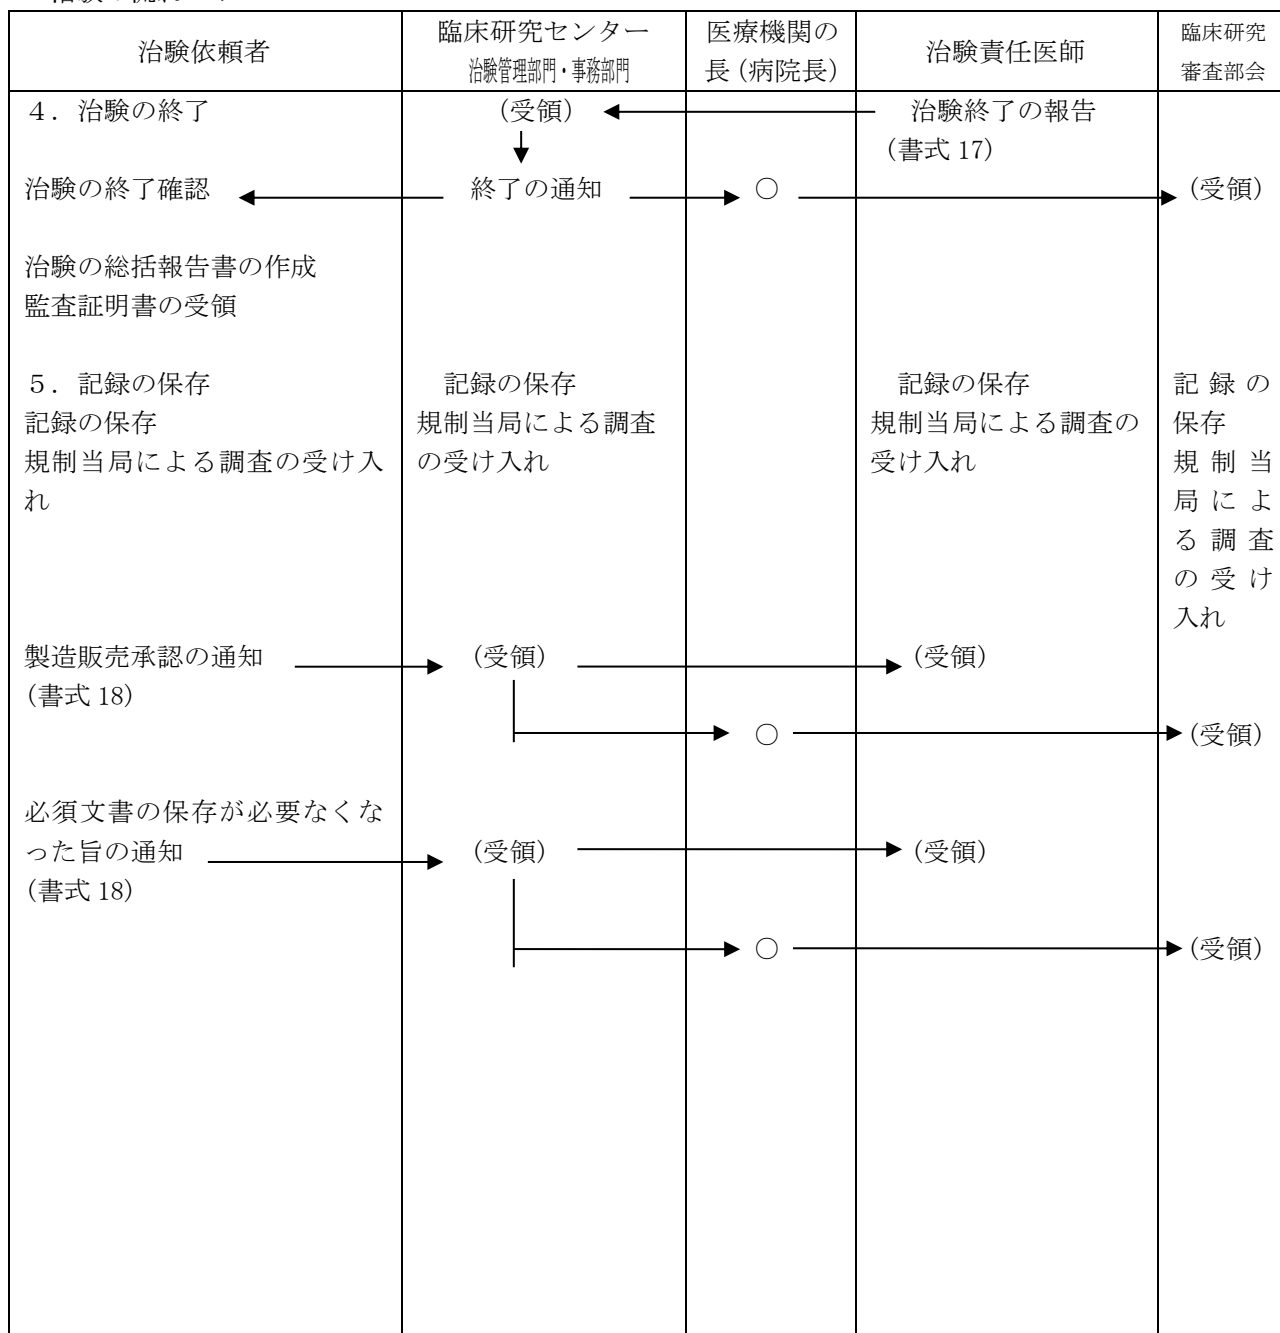 治験依頼者
臨床研究センター
治験管理部門・事務部門
医療機関の
長（病院長）
治験責任医師
臨床研究
審査部会
４．治験の終了
（受領）
治験終了の報告
（書式 17）
治験の終了確認
終了の通知
○
（受領）
治験の総括報告書の作成
監査証明書の受領
５．記録の保存
記録の保存
規制当局による調査の受け入
れ
記録の保存
規制当局による調査
の受け入れ
記録の保存
規制当局による調査の
受け入れ
記録の
保存
規制当
局によ
る調査
の受け
入れ
製造販売承認の通知
（書式 18）
（受領）
（受領）
○
（受領）
必須文書の保存が必要なくな
った旨の通知
（書式 18）
（受領）
（受領）
○
（受領）